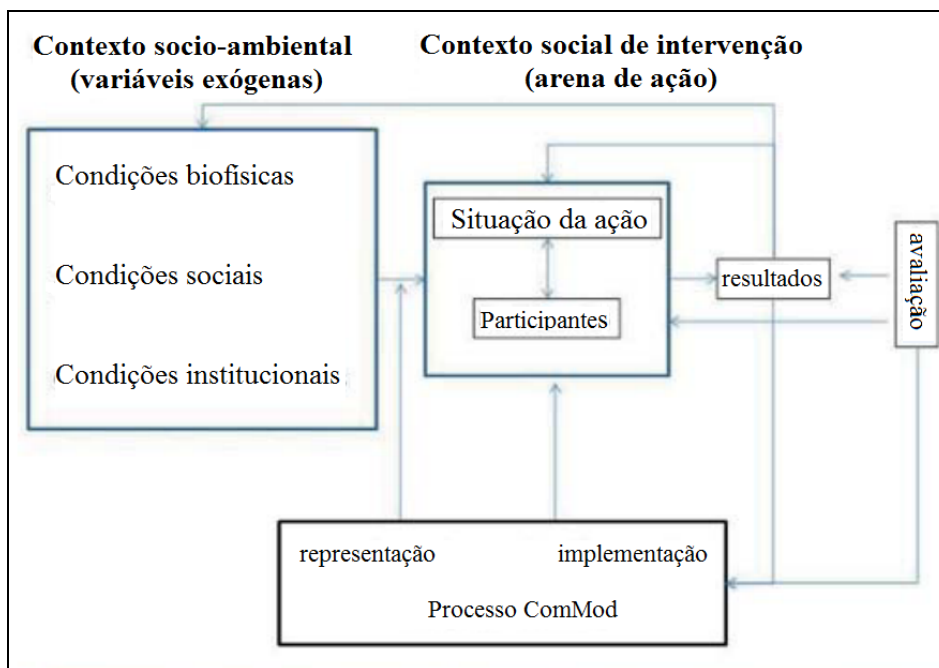 Contexto socio-ambiental
(variáveis exógenas)
Contexto social de intervenção
(arena de ação)
Condições biofísicas
Condições sociais
Condições institucionais
Situação da ação
Participantes
resultados
avaliação
representação
implementação
Processo ComMod